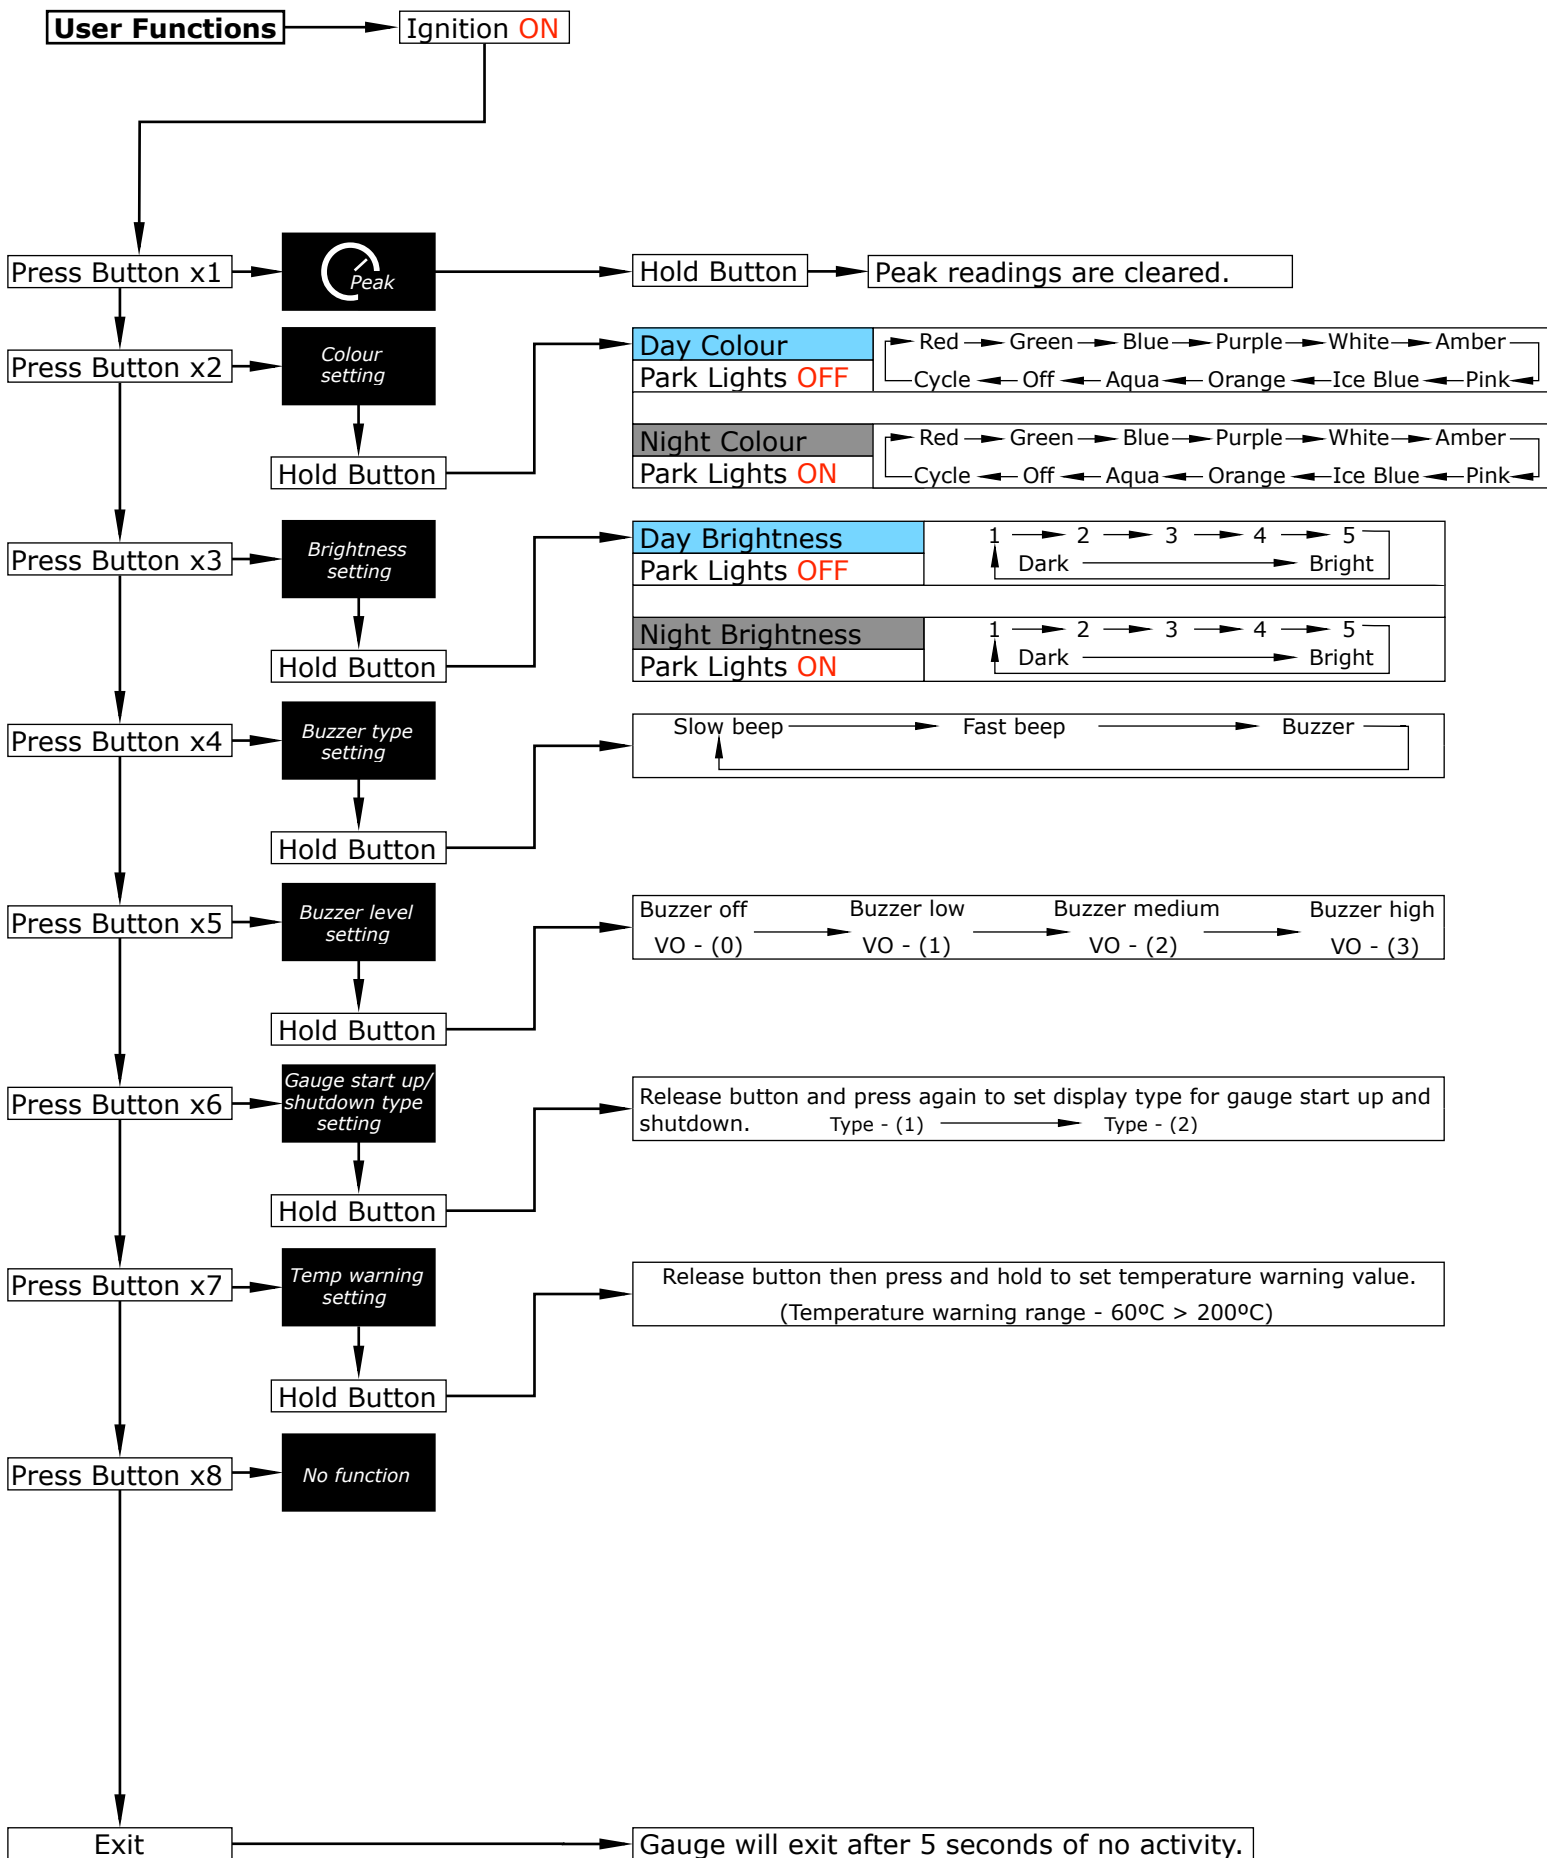 User Functions
Ignition ON
Press Button x1
Peak
Hold Button
Peak readings are cleared.
Press Button x2
Colour
setting
Hold Button
Day Colour
Park Lights OFF
Red Green Blue Purple White Amber
Cycle Off Aqua Orange Ice Blue Pink
Night Colour
Park Lights ON
Red Green Blue Purple White Amber
Cycle Off Aqua Orange Ice Blue Pink
Press Button x3
Brightness
setting
Hold Button
Day Brightness
Park Lights OFF
1 2 3 4 5
Dark Bright
Night Brightness
Park Lights ON
1 2 3 4 5
Dark Bright
Press Button x4
Buzzer type
setting
Hold Button
Slow beep Fast beep Buzzer
Press Button x5
Buzzer level
setting
Hold Button
Buzzer off Buzzer low Buzzer medium Buzzer high
VO - (0) VO - (1) VO - (2) VO - (3)
Press Button x6
Gauge start up/
shutdown type
setting
Hold Button
Release button and press again to set display type for gauge start up and
shutdown. Type - (1) Type - (2)
Press Button x7
Temp warning
setting
Hold Button
Release button then press and hold to set temperature warning value.
(Temperature warning range - 60ºC > 200ºC)
Press Button x8
No function
Exit
Gauge will exit after 5 seconds of no activity.